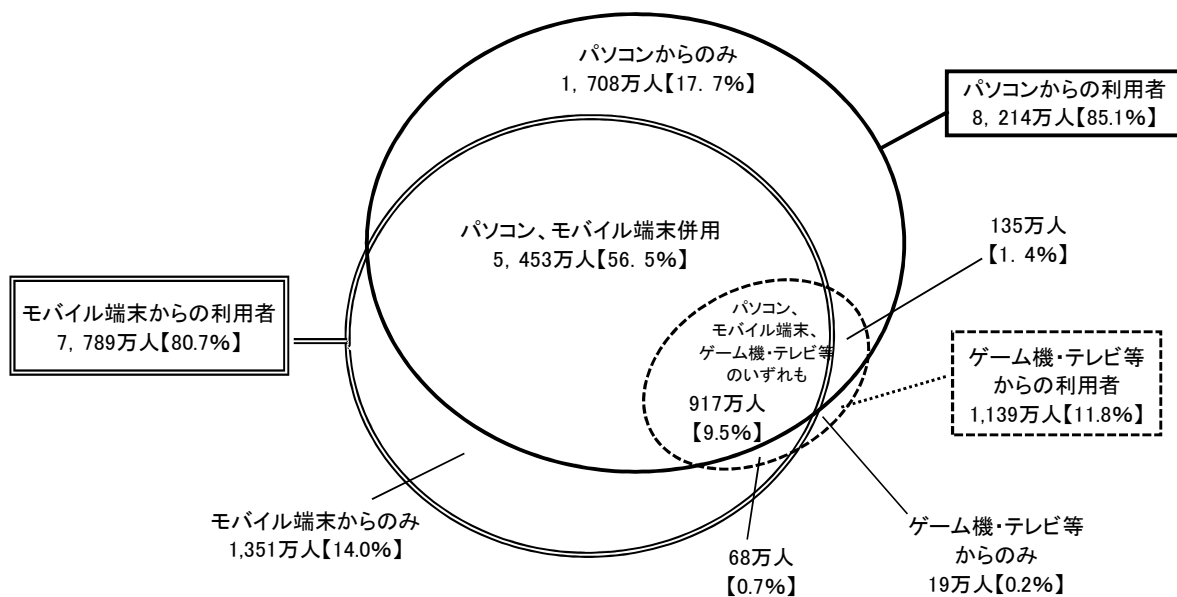 パソコンからのみ
1,708万人【17.7%】
パソコンからの利用者
8,214万人【85.1%】
パソコン、モバイル端末併用
5,453万人【56.5%】
135万人
【1.4%】
モバイル端末からの利用者
7,789万人【80.7%】
パソコン、
モバイル端末、
ゲーム機・テレビ等
のいずれも
917万人
【9.5%】
ゲーム機・テレビ等
からの利用者
1,139万人【11.8%】
モバイル端末からのみ
1,351万人【14.0%】
68万人
【0.7%】
ゲーム機・テレビ等
からのみ
19万人【0.2%】